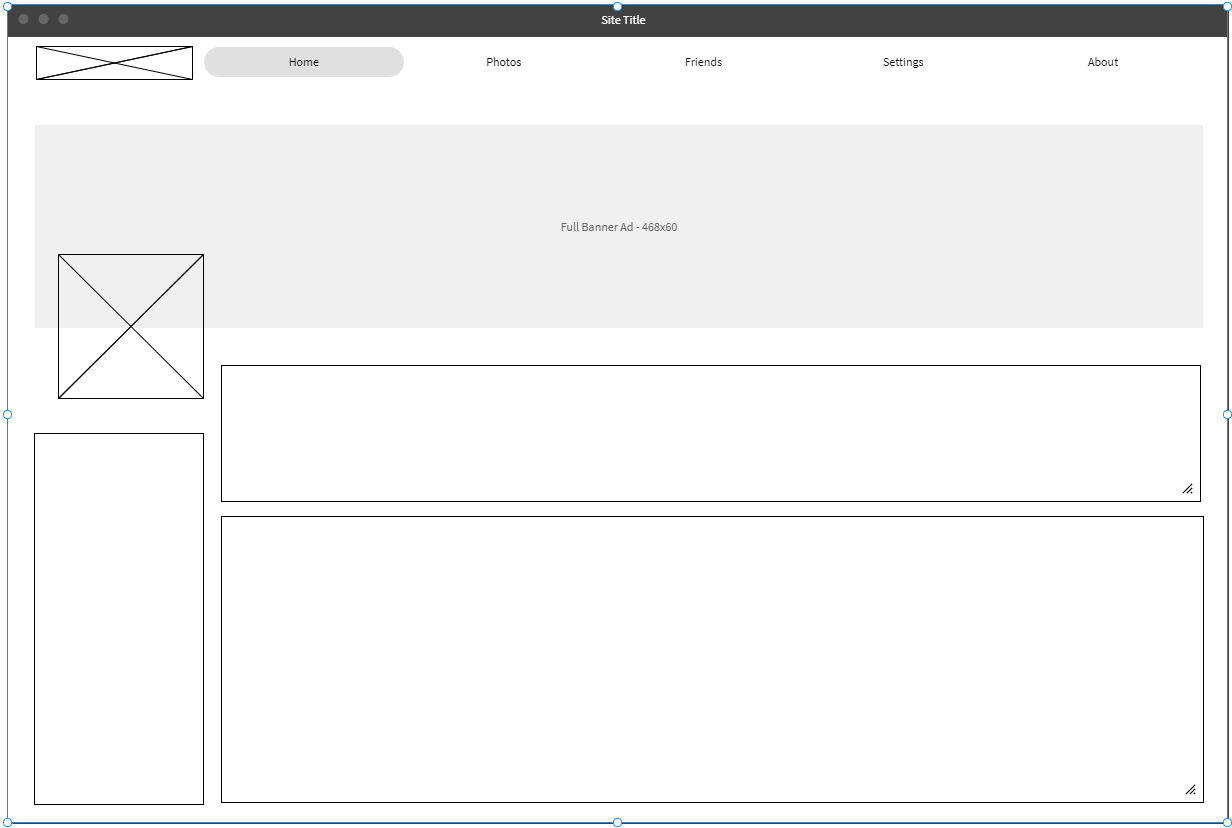 Site Title
Home Photos Friends Settings About
Full Banner Ad - 468x60